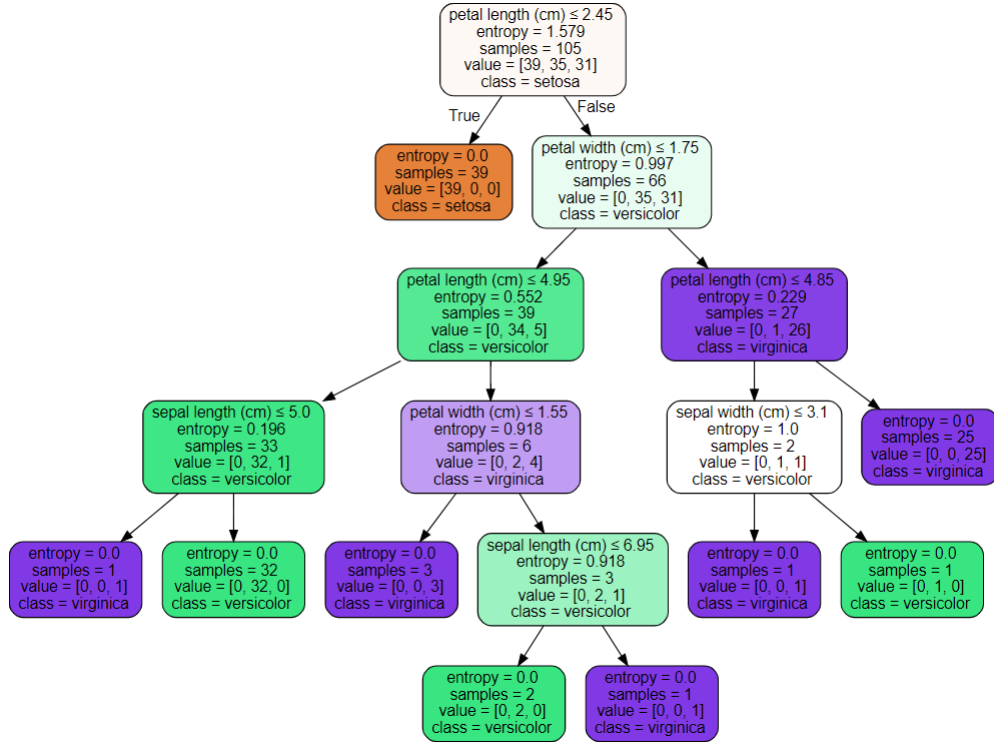 petal length (cm) ≤ 2.45
entropy = 1.579
samples = 105
value = [39, 35, 31]
class = setosa
True
False
entropy = 0.0
samples = 39
value = [39, 0, 0]
class = setosa
petal width (cm) ≤ 1.75
entropy = 0.997
samples = 66
value = [0, 35, 31]
class = versicolor
petal length (cm) ≤ 4.95
entropy = 0.552
samples = 39
value = [0, 34, 5]
class = versicolor
petal length (cm) ≤ 4.85
entropy = 0.229
samples = 27
value = [0, 1, 26]
class = virginica
sepal length (cm) ≤ 5.0
entropy = 0.196
samples = 33
value = [0, 32, 1]
class = versicolor
petal width (cm) ≤ 1.55
entropy = 0.918
samples = 6
value = [0, 2, 4]
class = virginica
sepal width (cm) ≤ 3.1
entropy = 1.0
samples = 2
value = [0, 1, 1]
class = versicolor
entropy = 0.0
samples = 25
value = [0, 0, 25]
class = virginica
entropy = 0.0
samples = 1
value = [0, 0, 1]
class = virginica
entropy = 0.0
samples = 32
value = [0, 32, 0]
class = versicolor
entropy = 0.0
samples = 3
value = [0, 0, 3]
class = virginica
sepal length (cm) ≤ 6.95
entropy = 0.918
samples = 3
value = [0, 2, 1]
class = versicolor
entropy = 0.0
samples = 1
value = [0, 0, 1]
class = virginica
entropy = 0.0
samples = 1
value = [0, 1, 0]
class = versicolor
entropy = 0.0
samples = 2
value = [0, 2, 0]
class = versicolor
entropy = 0.0
samples = 1
value = [0, 0, 1]
class = virginica